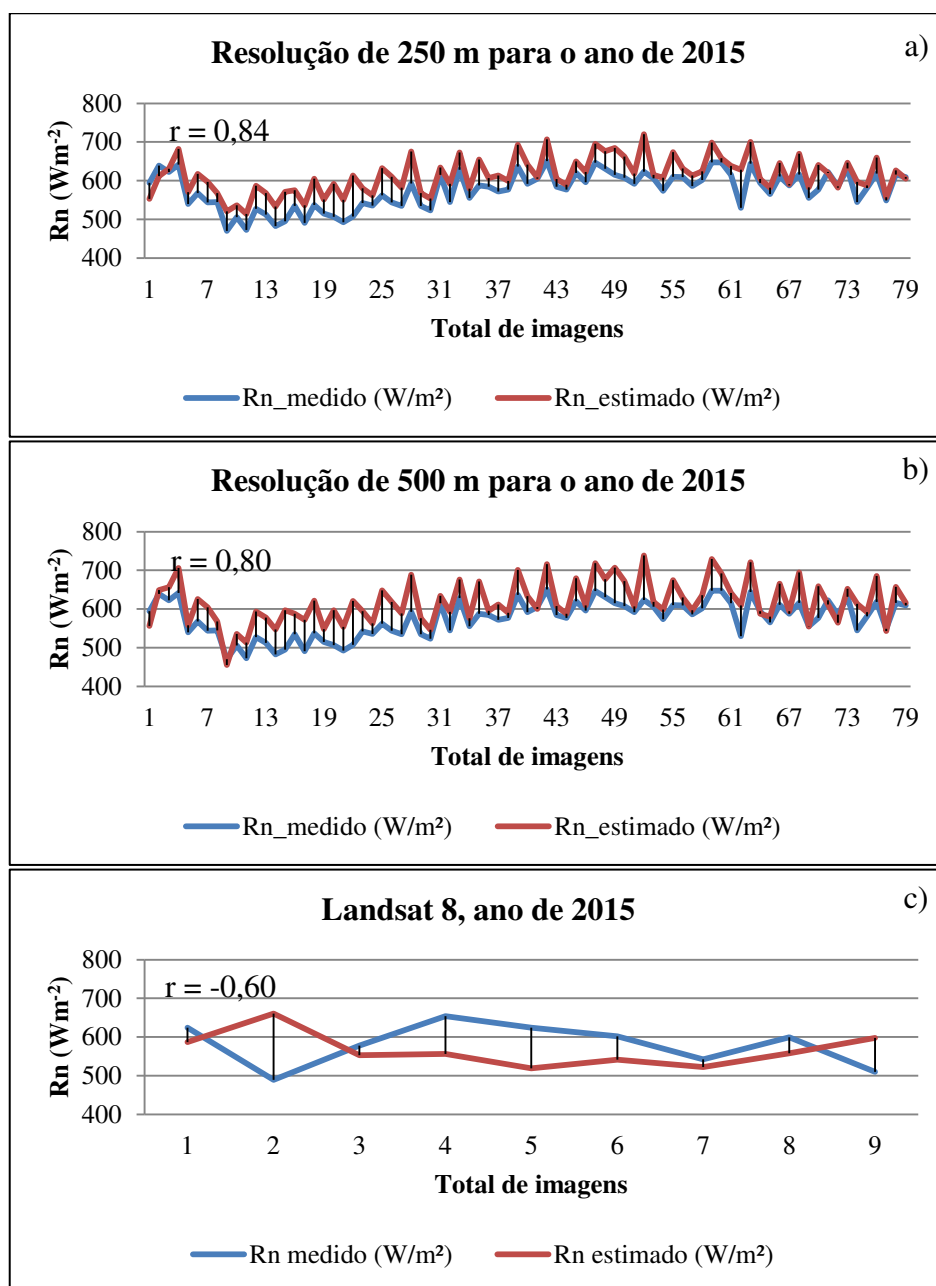 Resolução de 250 m para o ano de 2015
a)
r = 0,84
800
700
600
500
400
Rn (Wm-2)
1 7 13 19 25 31 37 43 49 55 61 67 73 79
Total de imagens
Rn_medido (W/m²) Rn_estimado (W/m²)
Resolução de 500 m para o ano de 2015
b)
r = 0,80
800
700
600
500
400
Rn (Wm-2)
1 7 13 19 25 31 37 43 49 55 61 67 73 79
Total de imagens
Rn_medido (W/m²) Rn_estimado (W/m²)
Landsat 8, ano de 2015
c)
r = -0,60
800
700
600
500
400
Rn (Wm-2)
1 2 3 4 5 6 7 8 9
Total de imagens
Rn medido (W/m²) Rn estimado (W/m²)